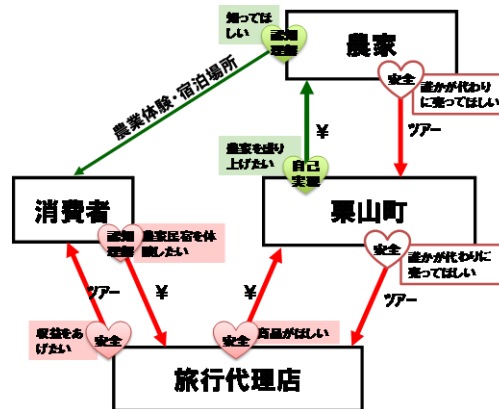 知ってほ
しい
認知
理解
農家
安全
誰かが代わり
に売ってほしい
農業体験・宿泊場所
¥
ツアー
農家を盛り
上げたい
自己
実現
消費者
栗山町
認知
理解
農家民宿を体
験したい
安全
誰かが代わりに
売ってほしい
ツアー
¥
¥
ツアー
収益をあ
げたい
安全
安全
商品がほしい
旅行代理店